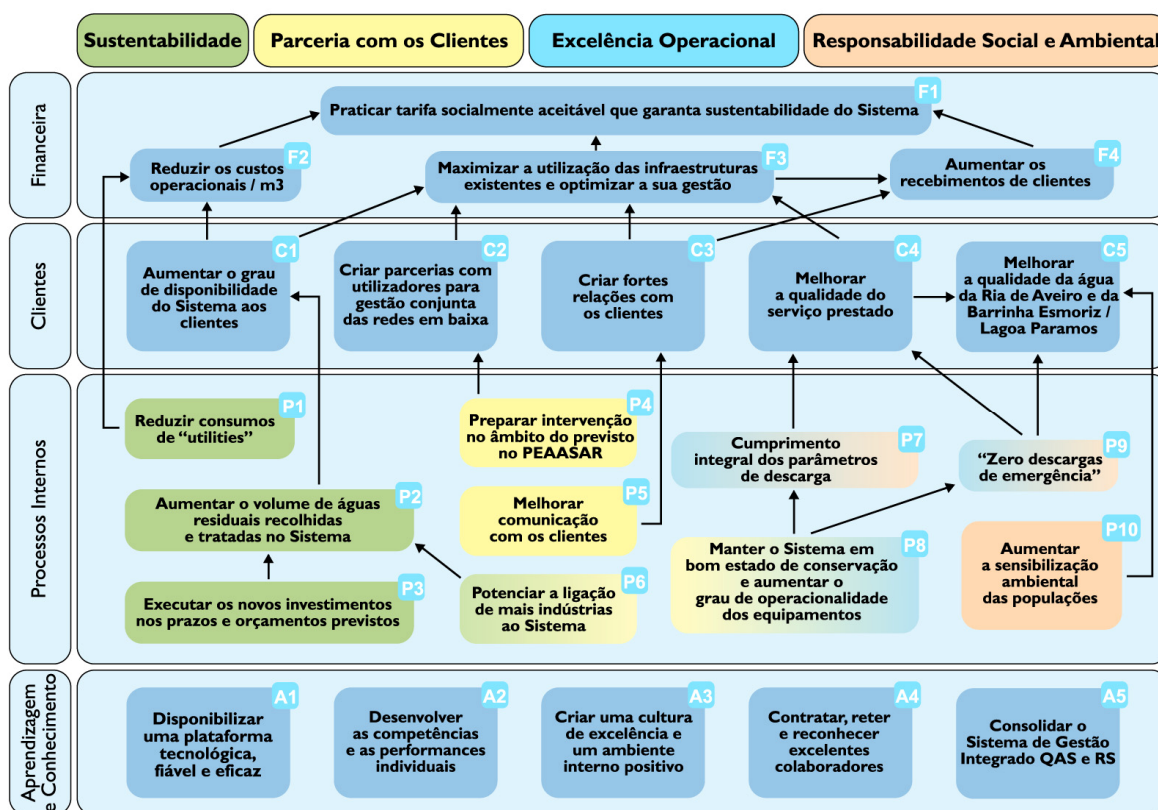 Sustentabilidade
Parceria com os Clientes
Excelência Operacional
Responsabilidade Social e Ambiental
Financeira
F1
Praticar tarifa socialmente aceitável que garanta sustentabilidade do Sistema
F2
Reduzir os custos
operacionais / m3
F3
Maximizar a utilização das infraestruturas
existentes e optimizar a sua gestão
F4
Aumentar os
recebimentos de clientes
Clientes
C1
Aumentar o grau
de disponibilidade
do Sistema aos
clientes
C2
Criar parcerias com
utilizadores para
gestão conjunta
das redes em baixa
C3
Criar fortes
relações com
os clientes
C4
Melhorar
a qualidade do
serviço prestado
C5
Melhorar
a qualidade da água
da Ria de Aveiro e da
Barrinha Esmoriz /
Lagoa Paramos
Processos Internos
P1
Reduzir consumos
de “utilities”
P4
Preparar intervenção
no âmbito do previsto
no PEAASAR
P7
Cumprimento
integral dos parâmetros
de descarga
P9
“Zero descargas
de emergência”
P2
Aumentar o volume de águas
residuais recolhidas
e tratadas no Sistema
P5
Melhorar
comunicação
com os clientes
P8
Manter o Sistema em
bom estado de conservação
e aumentar o
grau de operacionalidade
dos equipamentos
P10
Aumentar
a sensibilização
ambiental
das populações
P3
Executar os novos investimentos
nos prazos e orçamentos previstos
P6
Potenciar a ligação
de mais indústrias
ao Sistema
Aprendizagem
e Conhecimento
A1
Disponibilizar
uma plataforma
tecnológica,
fiável e eficaz
A2
Desenvolver
as competências
e as performances
individuais
A3
Criar uma cultura
de excelência e
um ambiente
interno positivo
A4
Contratar, reter
e reconhecer
excelentes
colaboradores
A5
Consolidar o
Sistema de Gestão
Integrado QAS e RS